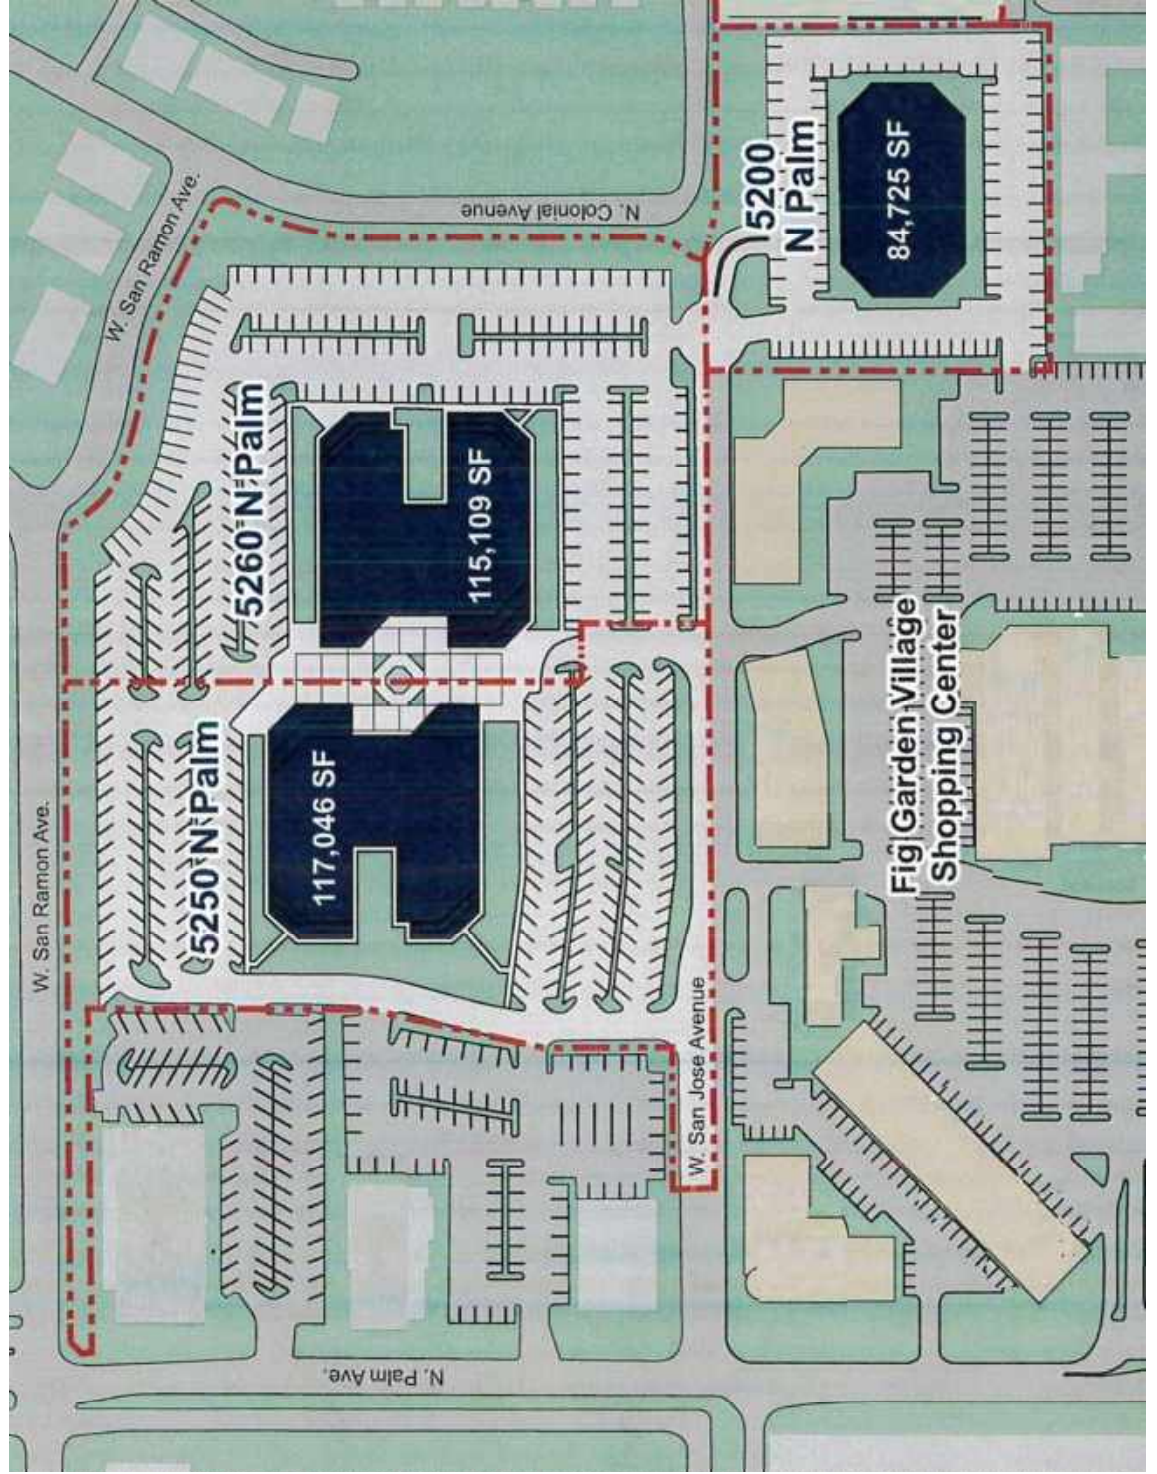 W. San Ramon Ave.
N. Colonial Avenue
5200
N Palm
84,725 SF
5260 N Palm
115,109 SF
5250 N Palm
117,046 SF
W. San Ramon Ave.
Fig Garden Village
Shopping Center
W. San Jose Avenue
N. Palm Ave.